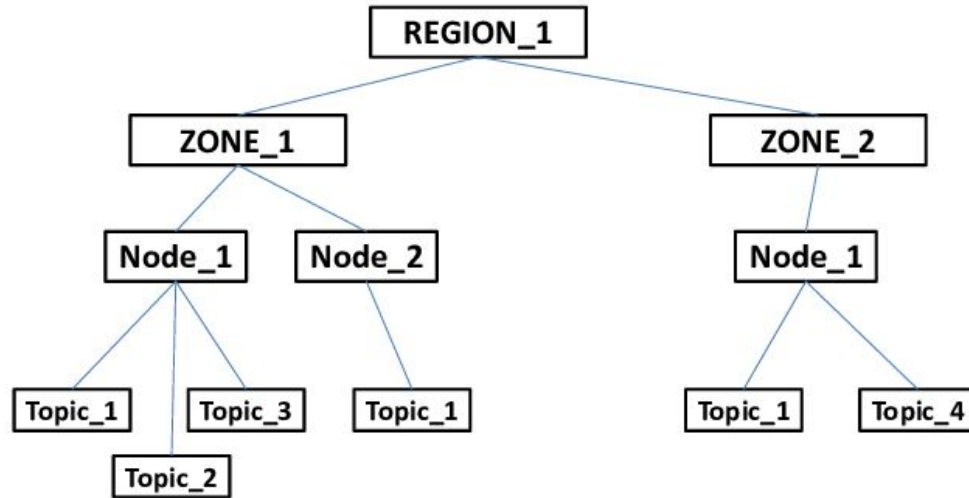 REGION_1
ZONE_1
ZONE_2
Node_1
Node_2
Node_1
Topic_1
Topic_3
Topic_1
Topic_1
Topic_4
Topic_2